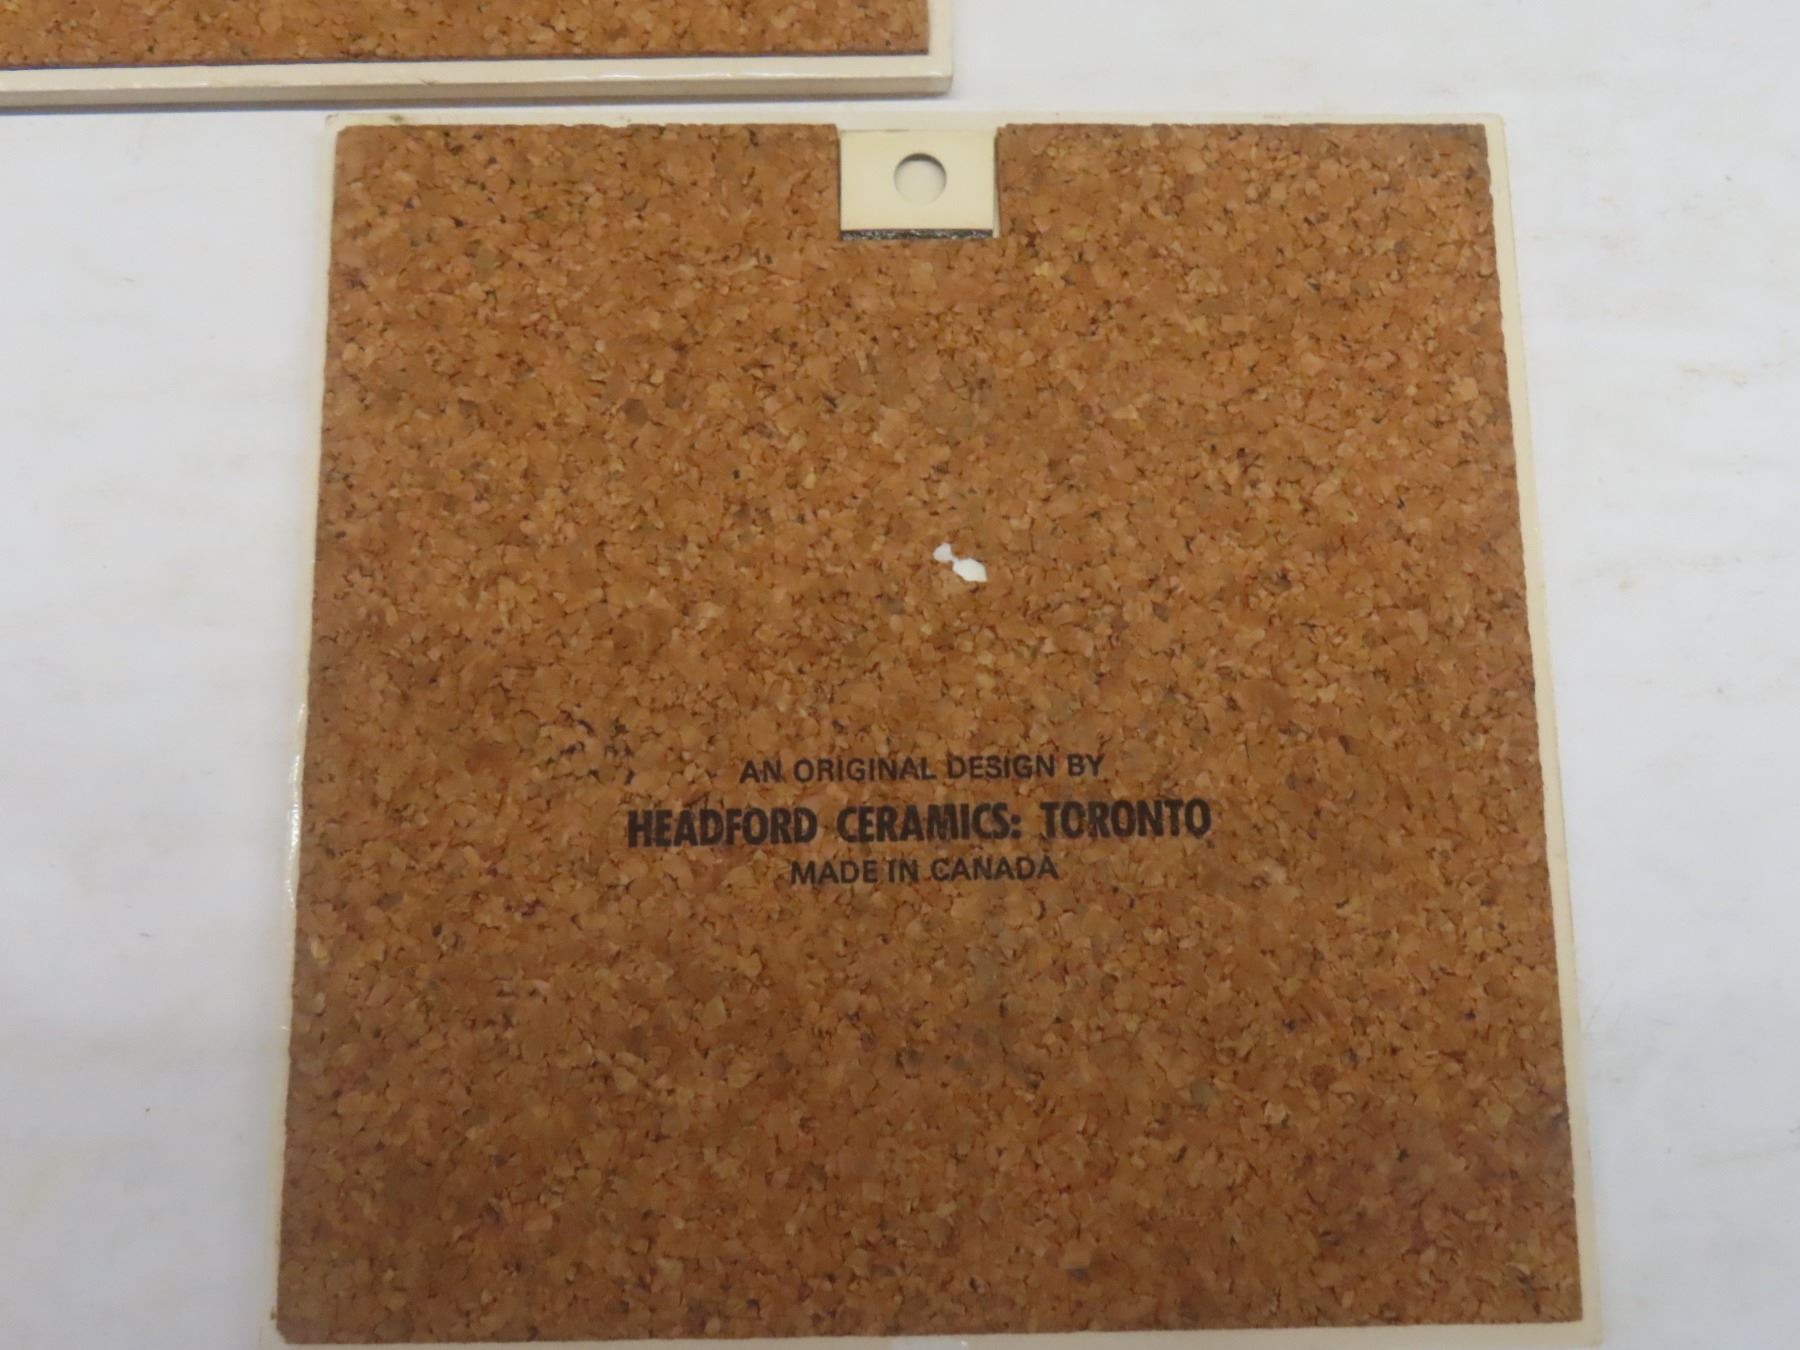 AN ORIGINAL DESIGN BY
HEADFORD CERAMICS: TORONTO
MADE IN CANADA